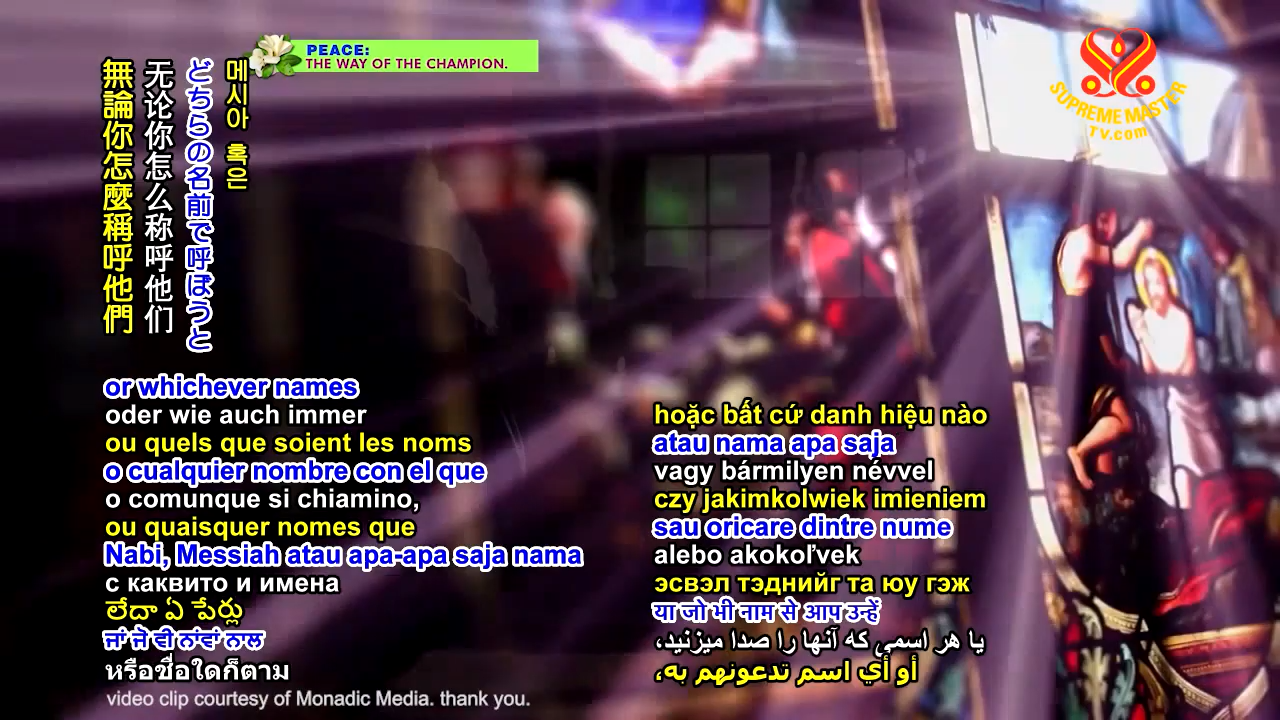 PEACE:
THE WAY OF THE CHAMPION.
SUPREME MASTER
TV.com
메시아 혹은
どちらの名前で呼ぼうと
无论你怎么称呼他们
無論你怎麼稱呼他們
or whichever names
oder wie auch immer
ou quels que soient les noms
o cualquier nombre con el que
o comunque si chiamino,
ou quaisquer nomes que
Nabi, Messiah atau apa-apa saja nama
с каквито и имена
లేదా ఏ పేర్లు
ਜਾਂ ਜੋ ਵੀ ਨਾਂਵਾਂ ਨਾਲ
หรือชื่อใดก็ตาม
hoặc bất cứ danh hiệu nào
atau nama apa saja
vagy bármilyen névvel
czy jakimkolwiek imieniem
sau oricare dintre nume
alebo akokoľvek
эсвэл тэднийг та юу гэж
या जो भी नाम से आप उन्हें
یا هر اسمی که آنها را صدا میزنید،
أو أي اسم تدعونهم به،
video clip courtesy of Monadic Media. thank you.